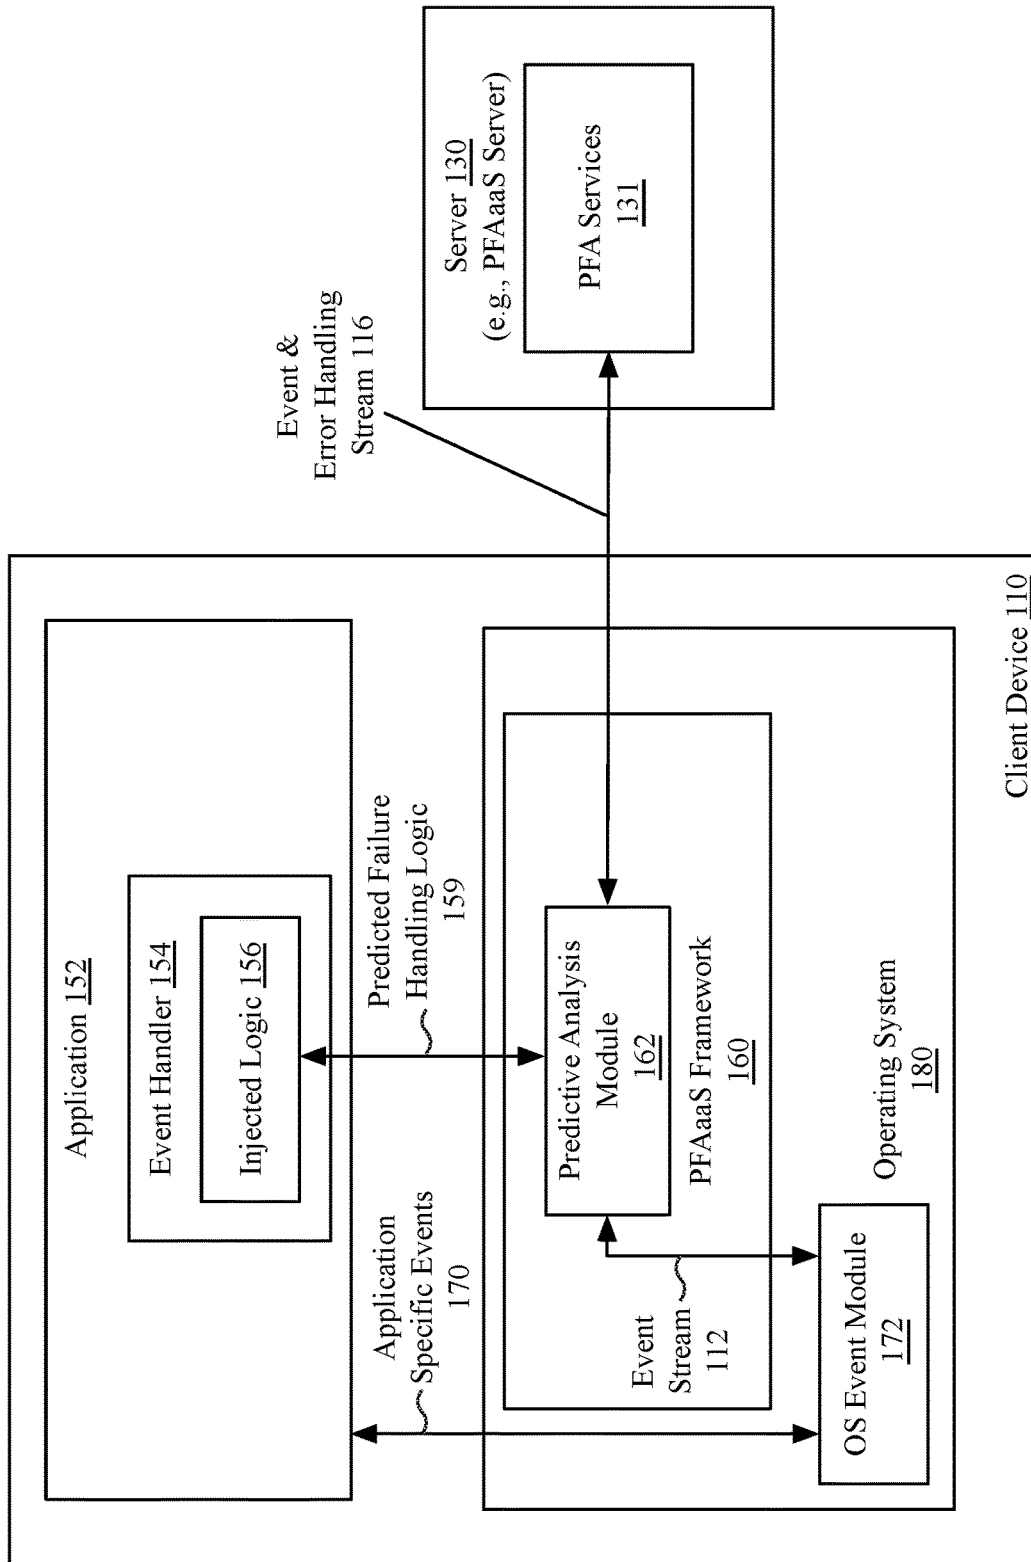 Application 152
Event Handler 154
Injected Logic 156
Application
Specific Events
170
Predicted Failure
Handling Logic
159
Event
Stream
112
Predictive Analysis
Module
162
PFAaaS Framework
160
OS Event Module
172
Operating System
180
Client Device 110
Event &
Error Handling
Stream 116
Server 130
(e.g., PFAaaS Server)
PFA Services
131